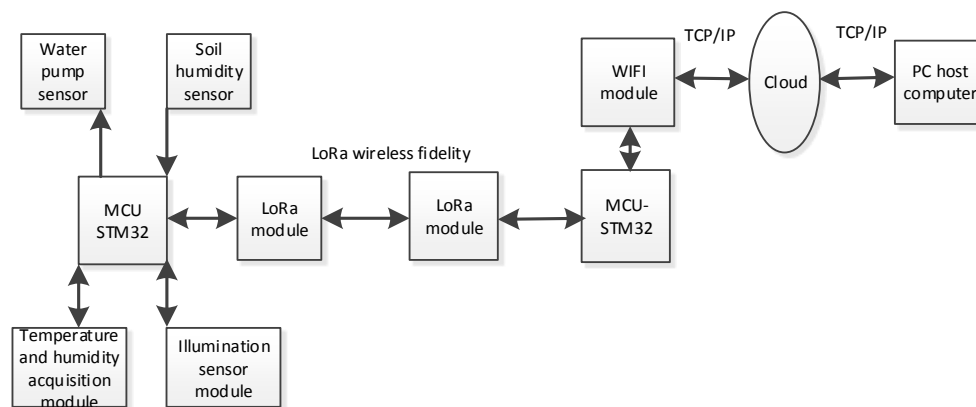 Water
pump
sensor
Soil
humidity
sensor
TCP/IP
TCP/IP
WIFI
module
Cloud
PC host
computer
LoRa wireless fidelity
MCU
STM32
LoRa
module
LoRa
module
MCU-
STM32
Temperature
and humidity
acquisition
module
Illumination
sensor
module